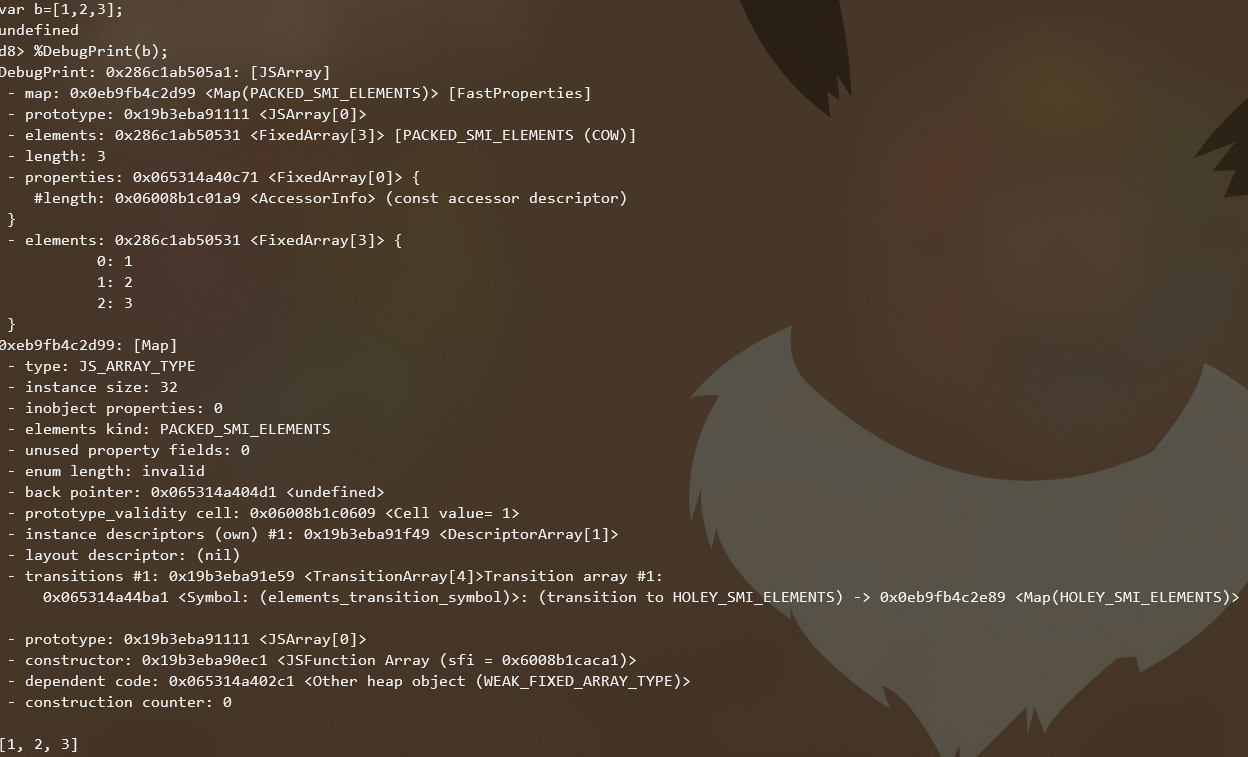 var b=[1,2,3];
undefined
d8> %DebugPrint(b);
DebugPrint: 0x286c1ab505a1: [JSArray]
- map: 0x0eb9fb4c2d99 <Map(PACKED_SMI_ELEMENTS)> [FastProperties]
- prototype: 0x19b3eba91111 <JSArray[0]>
- elements: 0x286c1ab50531 <FixedArray[3]> [PACKED_SMI_ELEMENTS (COW)]
- length: 3
- properties: 0x065314a40c71 <FixedArray[0]> {
#length: 0x06008b1c01a9 <AccessorInfo> (const accessor descriptor)
}
- elements: 0x286c1ab50531 <FixedArray[3]> {
0: 1
1: 2
2: 3
}
0xeb9fb4c2d99: [Map]
- type: JS_ARRAY_TYPE
- instance size: 32
- inobject properties: 0
- elements kind: PACKED_SMI_ELEMENTS
- unused property fields: 0
- enum length: invalid
- back pointer: 0x065314a404d1 <undefined>
- prototype_validity cell: 0x06008b1c0609 <Cell value= 1>
- instance descriptors (own) #1: 0x19b3eba91f49 <DescriptorArray[1]>
- layout descriptor: (nil)
- transitions #1: 0x19b3eba91e59 <TransitionArray[4]>Transition array #1:
0x065314a44ba1 <Symbol: (elements_transition_symbol)>: (transition to HOLEY_SMI_ELEMENTS) -> 0x0eb9fb4c2e89 <Map(HOLEY_SMI_ELEMENTS)>
- prototype: 0x19b3eba91111 <JSArray[0]>
- constructor: 0x19b3eba90ec1 <JSFunction Array (sfi = 0x6008b1caca1)>
- dependent code: 0x065314a402c1 <Other heap object (WEAK_FIXED_ARRAY_TYPE)>
- construction counter: 0
[1, 2, 3]